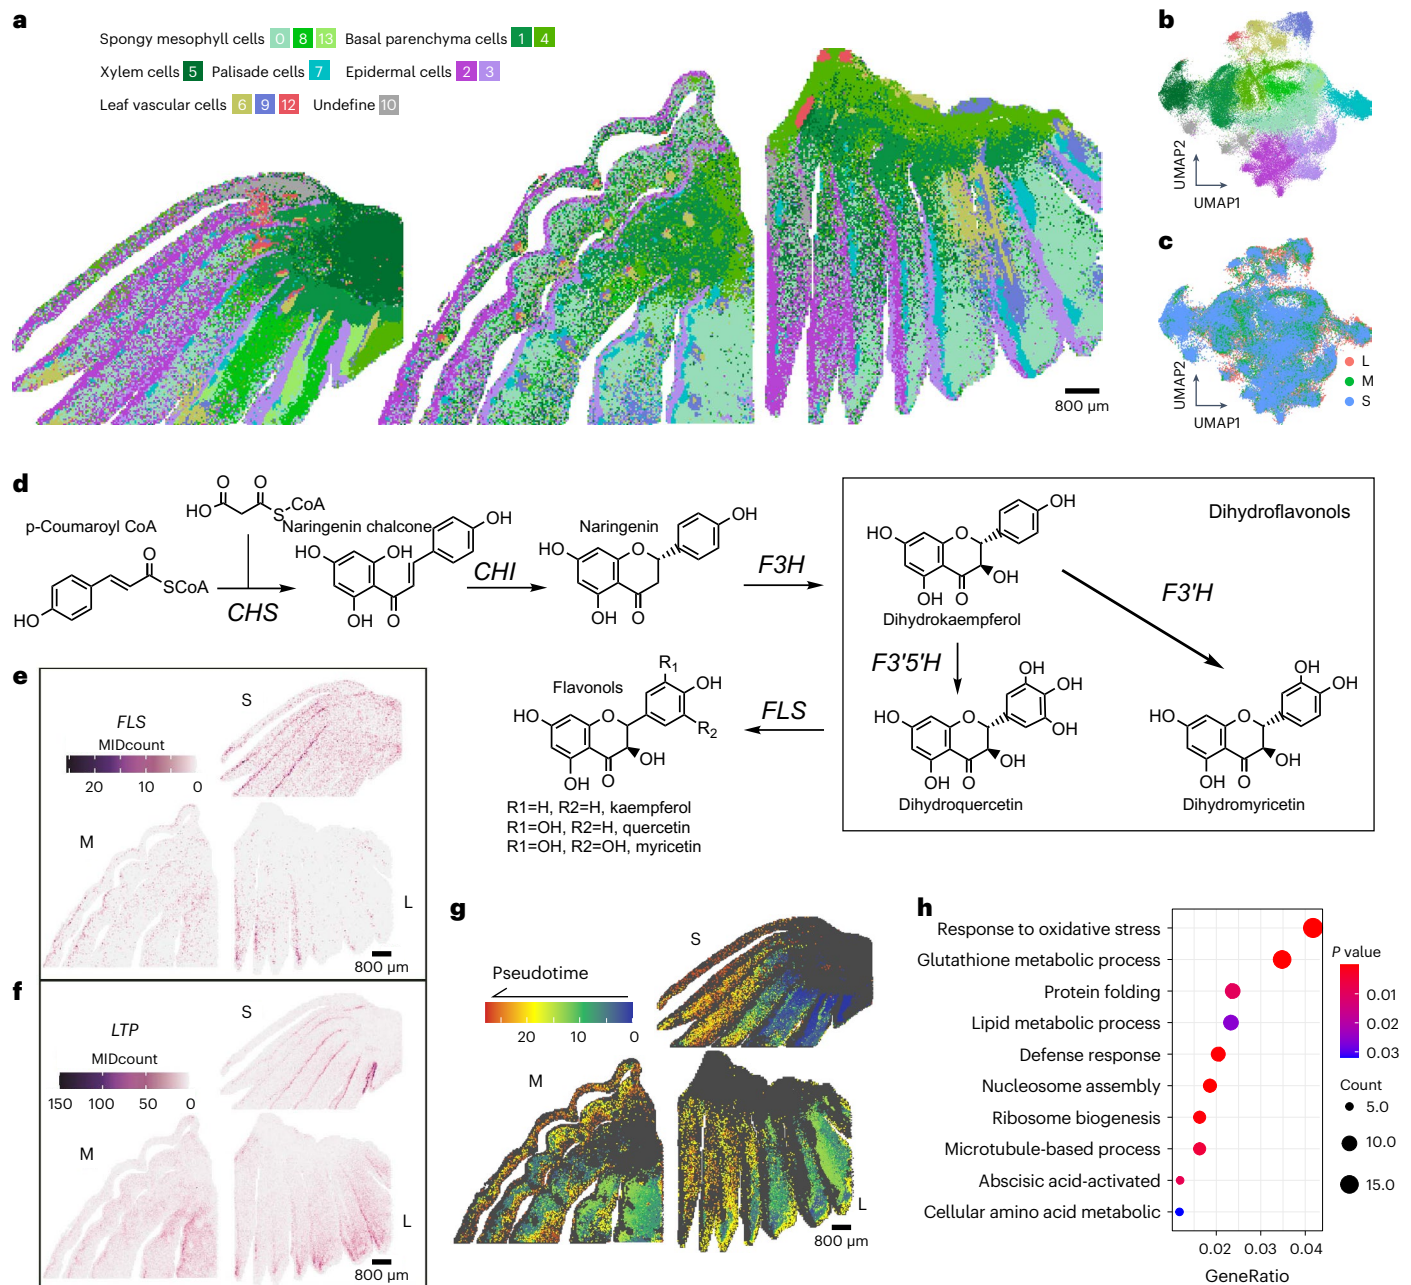 a
Spongy mesophyll cells 0 8 13 Basal parenchyma cells 1 4
Xylem cells 5 Palisade cells 7 Epidermal cells 2 3
Leaf vascular cells 6 9 12 Undefine 10
800 µm
b
UMAP2
UMAP1
c
UMAP2
UMAP1
L
M
S
d
p-Coumaroyl CoA
HO
SCoA
O
HO
O
O
S
CoA
CHS
Naringenin chalcone
HO
OH
OH
OH
O
CHI
Naringenin
HO
O
OH
OH
O
F3H
Dihydroflavonols
HO
O
OH
OH
OH
O
Dihydrokaempferol
F3'H
F3'5'H
HO
O
OH
OH
OH
OH
OH
O
Dihydroquercetin
HO
O
OH
OH
OH
OH
O
Dihydromyricetin
FLS
Flavonols
R1
OH
R2
HO
O
OH
OH
O
R1=H, R2=H, kaempferol
R1=OH, R2=H, quercetin
R1=OH, R2=OH, myricetin
e
S
FLS
MIDcount
20 10 0
M
L
800 µm
f
S
LTP
MIDcount
150 100 50 0
M
L
800 µm
g
S
Pseudotime
20 10 0
M
L
800 µm
h
Response to oxidative stress
Glutathione metabolic process
Protein folding
Lipid metabolic process
Defense response
Nucleosome assembly
Ribosome biogenesis
Microtubule-based process
Abscisic acid-activated
Cellular amino acid metabolic
0.02 0.03 0.04
GeneRatio
P value
0.01
0.02
0.03
Count
5.0
10.0
15.0